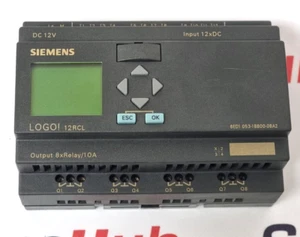 L+ M
DC 12V
Input 12xDC
SIEMENS
ESC
OK
LOGO! 12RCL
Output 8xRelay/10A
Q1 Q2 Q3 Q4 Q5 Q6 Q7 Q8